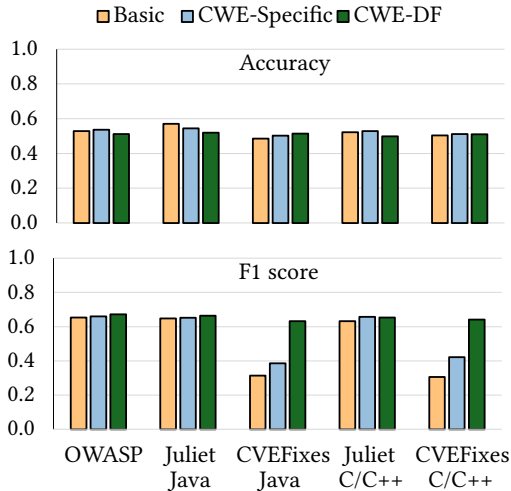 Basic CWE-Specific CWE-DF
Accuracy
1.0
0.8
0.6
0.4
0.2
0.0
F1 score
1.0
0.8
0.6
0.4
0.2
0.0
OWASP Juliet CVEFixes Juliet CVEFixes
Java Java C/C++ C/C++